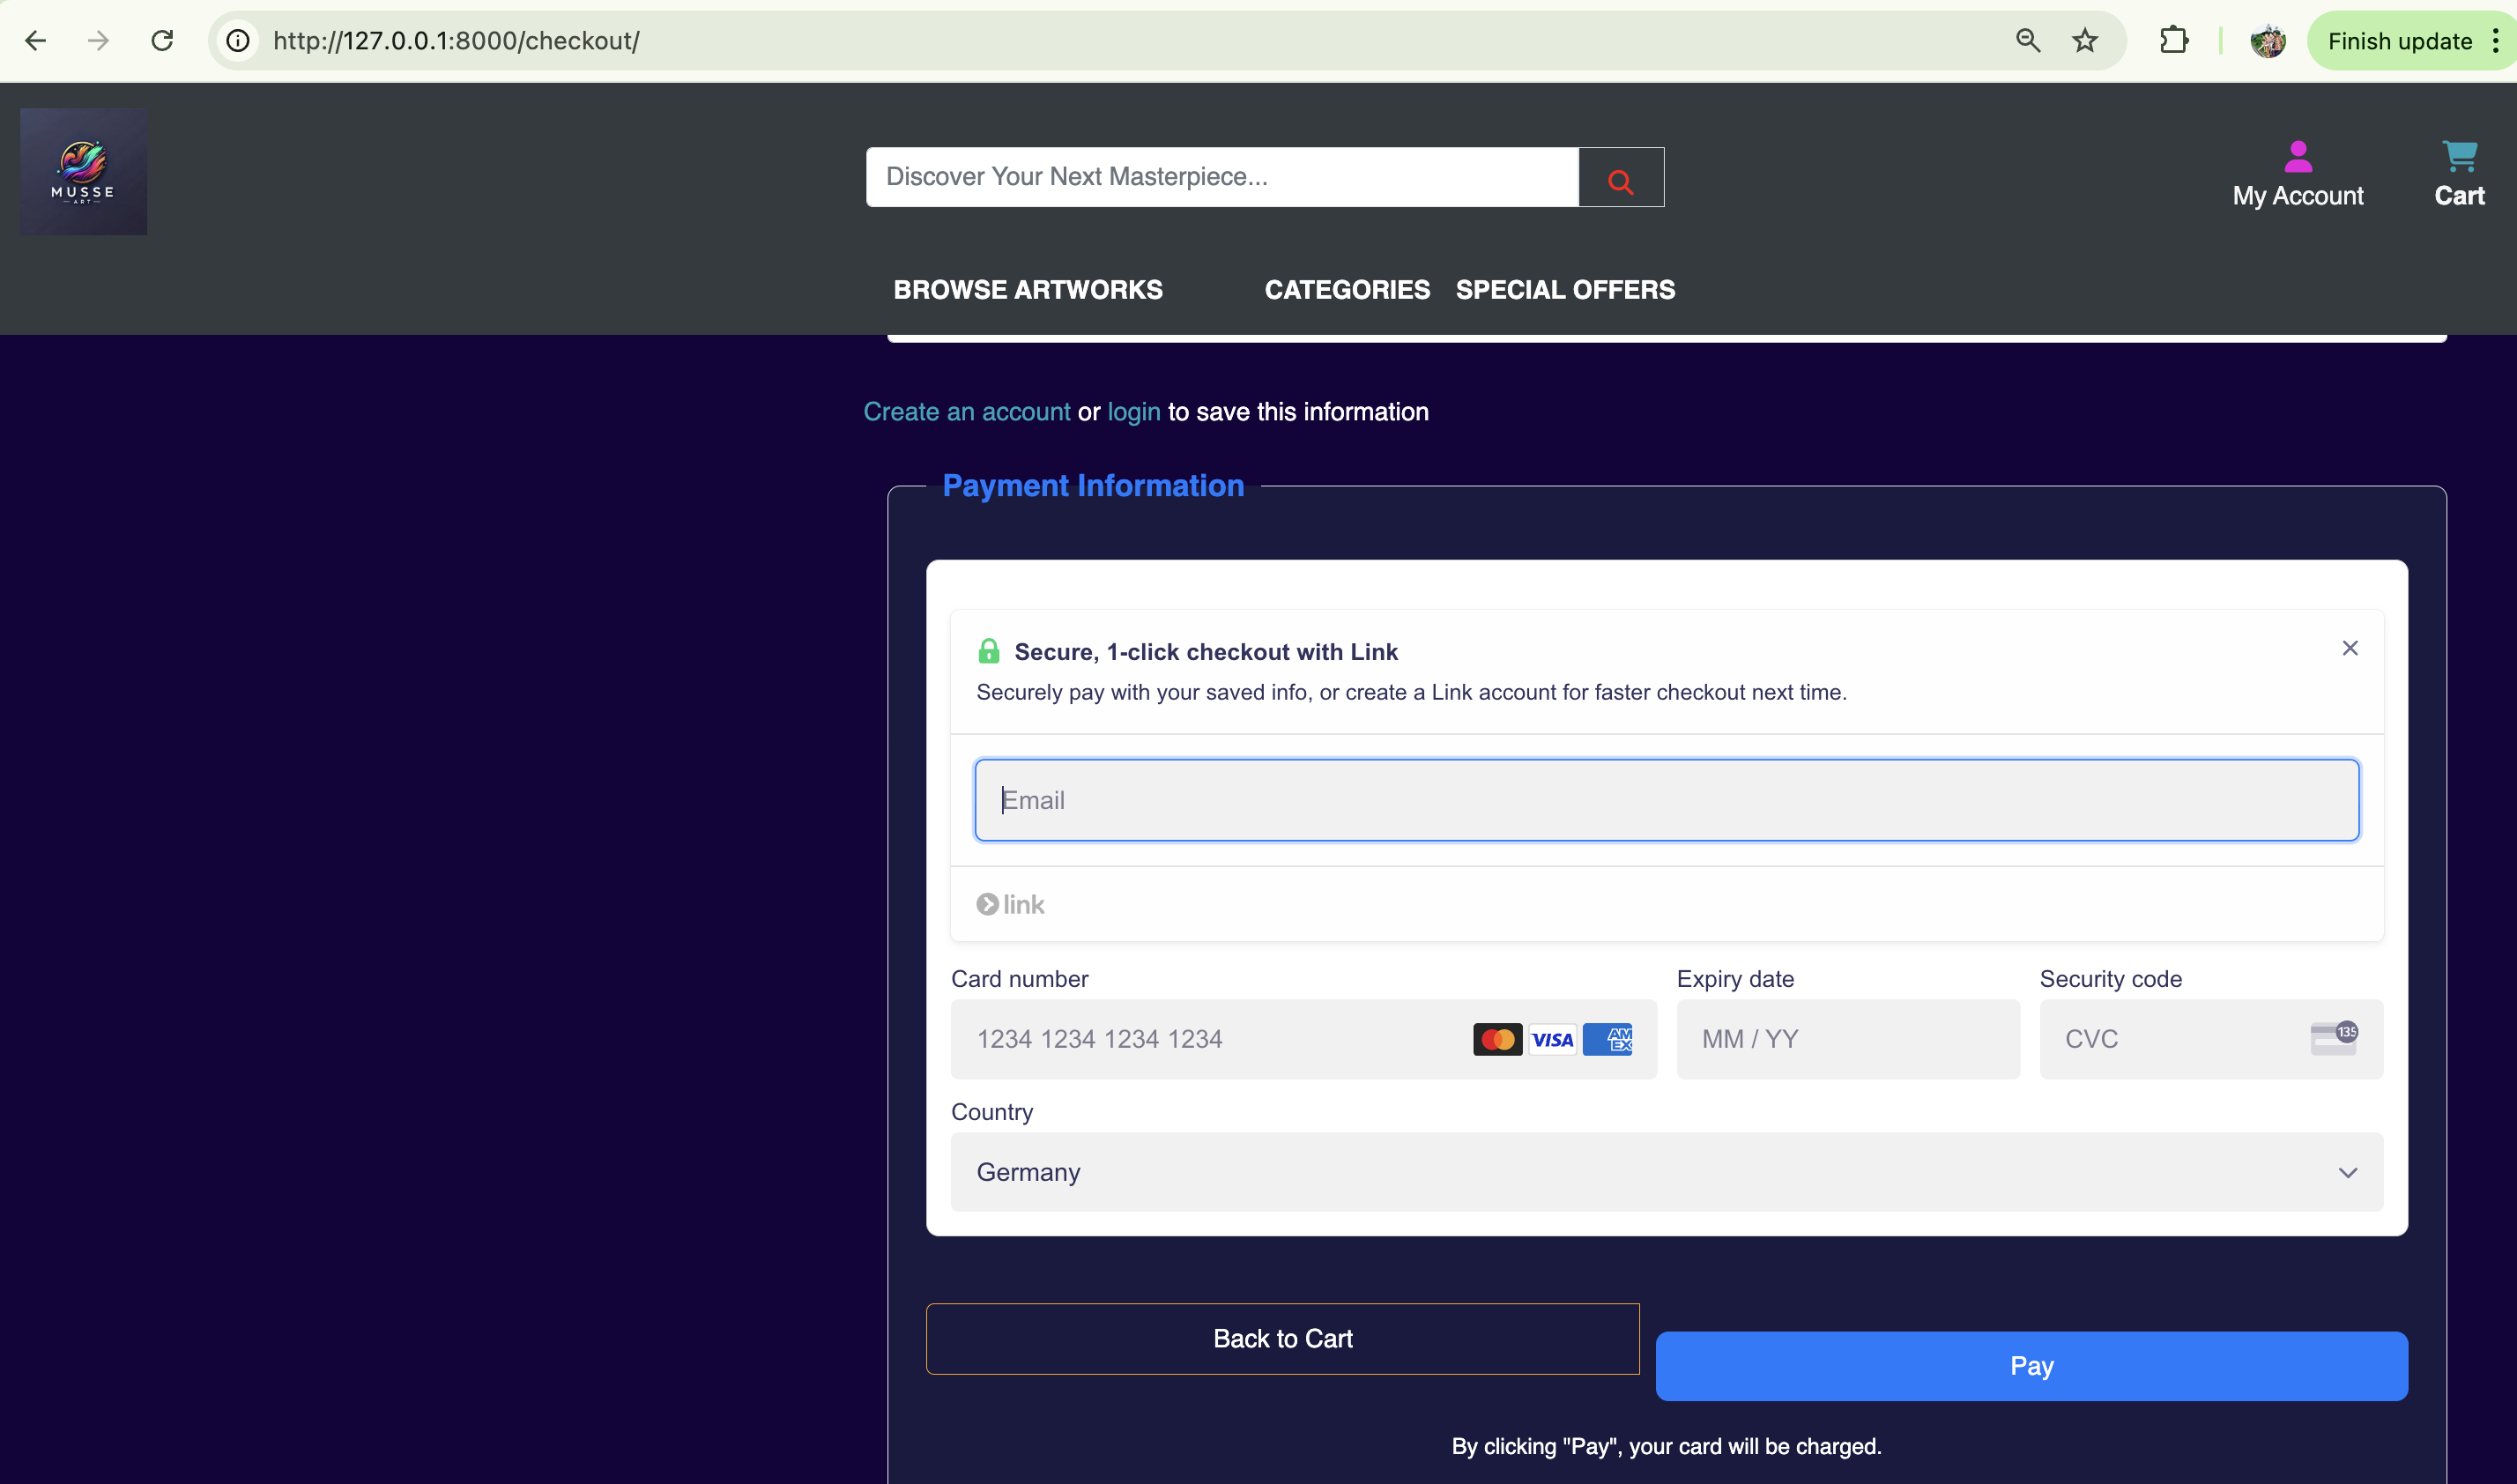 http://127.0.0.1:8000/checkout/
Finish update
MUSSE
ART
Discover Your Next Masterpiece...
My Account
Cart
BROWSE ARTWORKS CATEGORIES SPECIAL OFFERS
Create an account or login to save this information
Payment Information
Secure, 1-click checkout with Link
Securely pay with your saved info, or create a Link account for faster checkout next time.
Email
link
Card number Expiry date Security code
1234 1234 1234 1234 VISA AM EX MM / YY CVC 135
Country
Germany
Back to Cart
Pay
By clicking "Pay", your card will be charged.